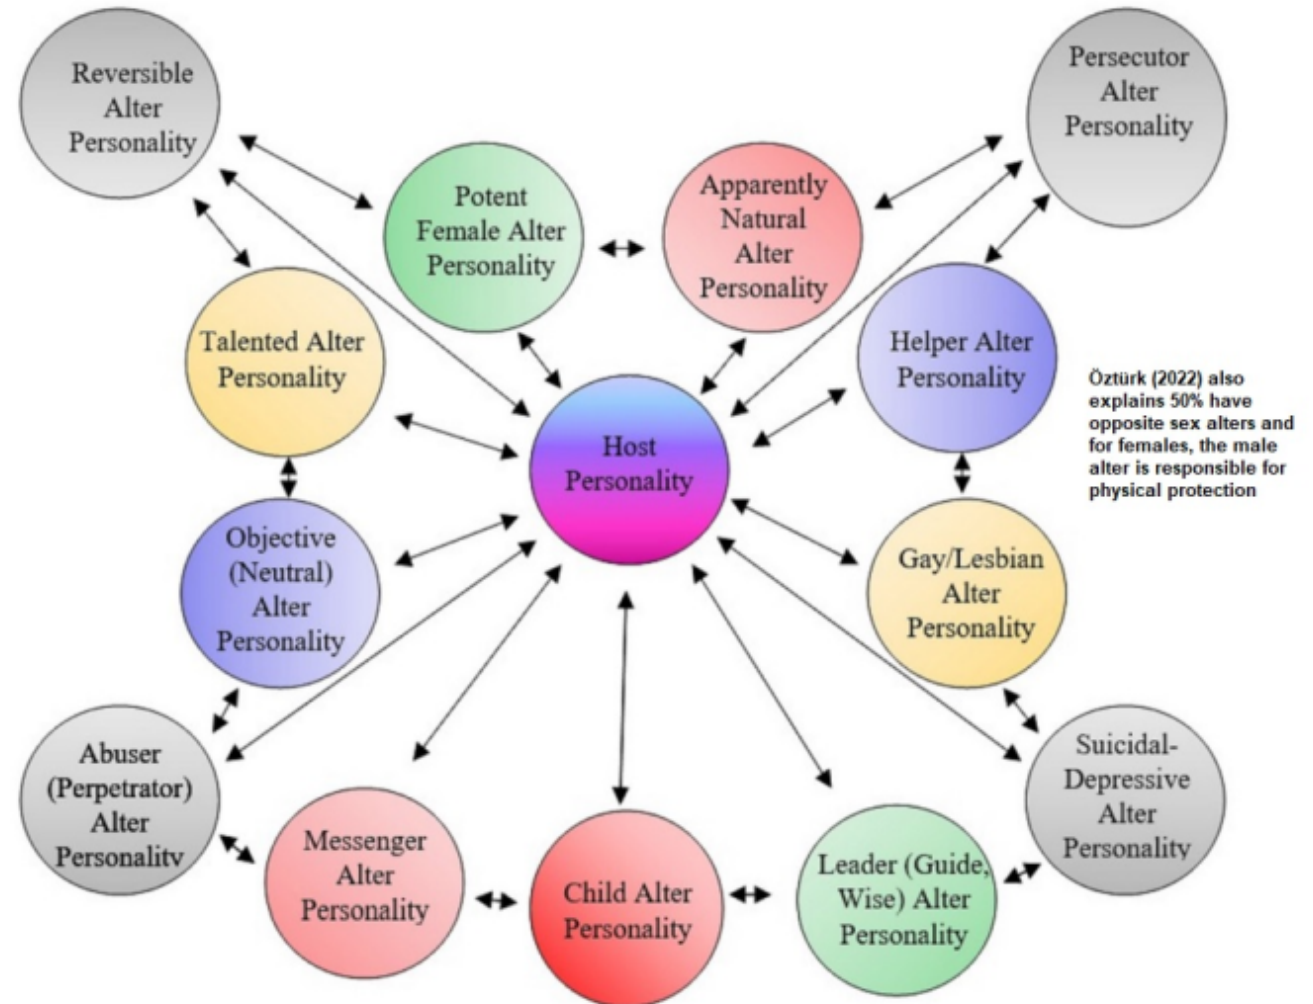 Reversible
Alter
Personality
Persecutor
Alter
Personality
Potent
Female Alter
Personality
Apparently
Natural
Alter
Personality
Talented Alter
Personality
Helper Alter
Personality
Host
Personality
Öztürk (2022) also
explains 50% have
opposite sex alters and
for females, the male
alter is responsible for
physical protection
Objective
(Neutral)
Alter
Personality
Gay/Lesbian
Alter
Personality
Abuser
(Perpetrator)
Alter
Personality
Suicidal-
Depressive
Alter
Personality
Messenger
Alter
Personality
Child Alter
Personality
Leader (Guide,
Wise) Alter
Personality